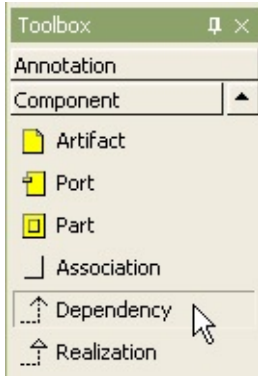 Toolbox
Annotation
Component
Artifact
Port
Part
Association
Dependency
Realization